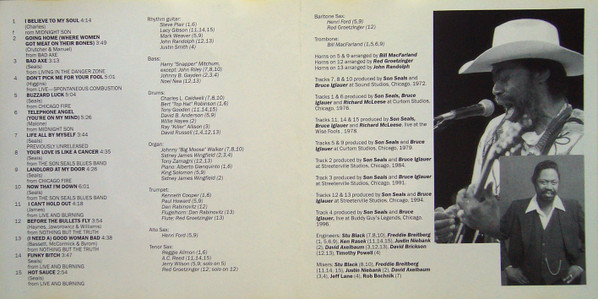 1 I BELIEVE TO MY SOUL 4:14
(Charles)
from MIDNIGHT SON
2 GOING HOME (WHERE WOMEN
GOT MEAT ON THEIR BONES) 3:49
(Crutcher & Manuel)
from BAD AXE
3 BAD AXE 3:13
(Seals)
from LIVING IN THE DANGER ZONE
4 DON'T PICK ME FOR YOUR FOOL 5:01
(Higgins)
from LIVE—SPONTANEOUS COMBUSTION
5 BUZZARD LUCK 5:04
(Seals)
from CHICAGO FIRE
6 TELEPHONE ANGEL
(YOU'RE ON MY MIND) 5:26
(Malone)
from MIDNIGHT SON
7 LIFE ALL BY MYSELF 3:44
(Seals)
PREVIOUSLY UNRELEASED
8 YOUR LOVE IS LIKE A CANCER 4:35
(Seals)
from THE SON SEALS BLUES BAND
9 LANDLORD AT MY DOOR 4:26
(Seals)
from CHICAGO FIRE
10 NOW THAT I'M DOWN 6:01
(Seals)
from THE SON SEALS BLUES BAND
11 I CAN'T HOLD OUT 4:18
(James)
from LIVE AND BURNING
12 BEFORE THE BULLETS FLY 3:54
(Haynes, Jaworowicz & Williams)
from NOTHING BUT THE TRUTH
13 (I NEED A) GOOD WOMAN BAD 4:36
(Bassett, McCormick & Byrom)
from NOTHING BUT THE TRUTH
14 FUNKY BITCH 3:47
(Seals)
from LIVE AND BURNING
15 HOT SAUCE 3:54
(Seals)
from LIVE AND BURNING
Rhythm guitar:
Steve Plair (1,6)
Lacy Gibson (11,14,15)
Mark Weaver (5,9)
John Randolph (12,13)
Justin Smith (4)
Bass:
Harry "Snapper" Mitchum,
except: John Riley (7,8,10)
Johnny B. Gayden (2,3,4)
Noel Nea (12,13)
Drums:
Charles L. Caldwell (7,8,10)
Bert "Top Hat" Robinson (1,6)
Tony Gooden (11,14,15)
David B. Anderson (5,9)
Willie Hayes (2)
Ray "Killer" Allison (3)
David Russell (1,4,12,13)
Organ:
Johnny "Big Moose" Walker (7,8,10)
Sidney James Wingfield (2,3,4)
Tony Zamagni (12,13)
Piano: Alberto Gianquinto (1,6)
King Solomon (5,9)
Sidney James Wingfield (2)
Trumpet:
Kenneth Cooper (1,6)
Paul Howard (5,9)
Dan Rabinovitz (12)
Flugelhorn: Dan Rabinovitz (13)
Flute: Red Groetzinger (13)
Alto Sax:
Henri Ford (5,9)
Tenor Sax:
Reggie Allmon (1,6)
A.C. Reed (11,14,15)
Jerry Wilson (5,9; solo on 5)
Red Groetzinger (12; solo on 12)
Baritone Sax:
Henri Ford (5,9)
Red Groetzinger (12)
Trombone:
Bill MacFarland (1,5,6,9)
Horns on 5 & 9 arranged by Bill MacFarland
Horns on 12 arranged by Red Groetzinger
Horns on 13 arranged by John Randolph
Tracks 7, 8 & 10 produced by Son Seals and Bruce
Iglauer at Sound Studios, Chicago, 1972.
Tracks 1 & 6 produced by Son Seals, Bruce
Iglauer and Richard McLeese at Curtom Studios,
Chicago, 1976.
Tracks 11, 14 & 15 produced by Son Seals,
Bruce Iglauer and Richard McLeese, live at the
Wise Fools, 1978.
Tracks 5 & 9 produced by Son Seals and Bruce
Iglauer at Curtom Studios, Chicago, 1979.
Track 2 produced by Son Seals and Bruce Iglauer
at Streeterville Studios, Chicago, 1984.
Track 3 produced by Son Seals and Bruce Iglauer
at Streeterville Studios, Chicago, 1991.
Tracks 12 & 13 produced by Son Seals and Bruce
Iglauer at Streeterville Studios, Chicago, 1994.
Track 4 produced by Son Seals and Bruce
Iglauer, live at Buddy Guy's Legends, Chicago,
1996.
Engineers: Stu Black (7,8,10), Freddie Breitberg
(1, 5,6,9), Ken Rasek (11,14,15), Justin Niebank
(2), David Axelbaum (3,12,13), David Brickson
(12,13), Timothy Powell (4)
Mixers: Stu Black (8,10), Freddie Breitberg
(11,14, 15), Justin Niebank (2), David Axelbaum
(3,4), Jeff Lane (4), Rob Bochnik (7)